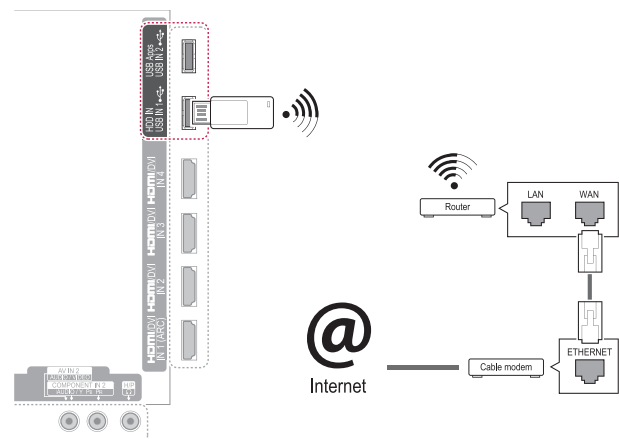 USB Apps
USB IN 2
HDD IN
USB IN 1
HDMI/DVI
IN 4
HDMI/DVI
IN 3
HDMI/DVI
IN 2
HDMI/DVI
IN 1 (ARC)
AV IN 2
COMPONENT IN 2
H/P
Router
LAN
WAN
ETHERNET
Cable modem
@
Internet